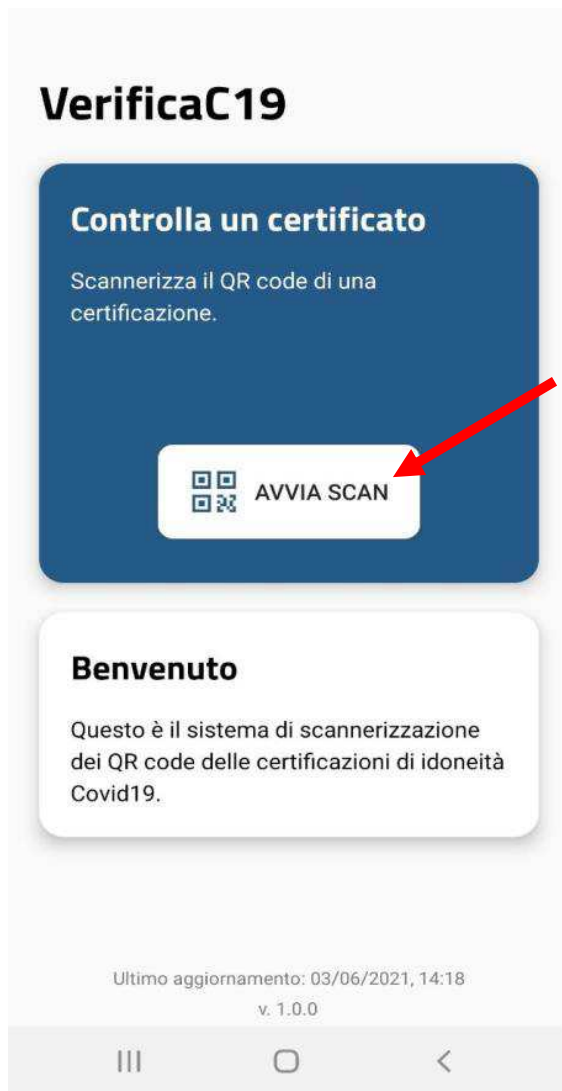 VerificaC19
Controlla un certificato
Scannerizza il QR code di una
certificazione.
AVVIA SCAN
Benvenuto
Questo è il sistema di scannerizzazione
dei QR code delle certificazioni di idoneità
Covid19.
Ultimo aggiornamento: 03/06/2021, 14:18
v. 1.0.0